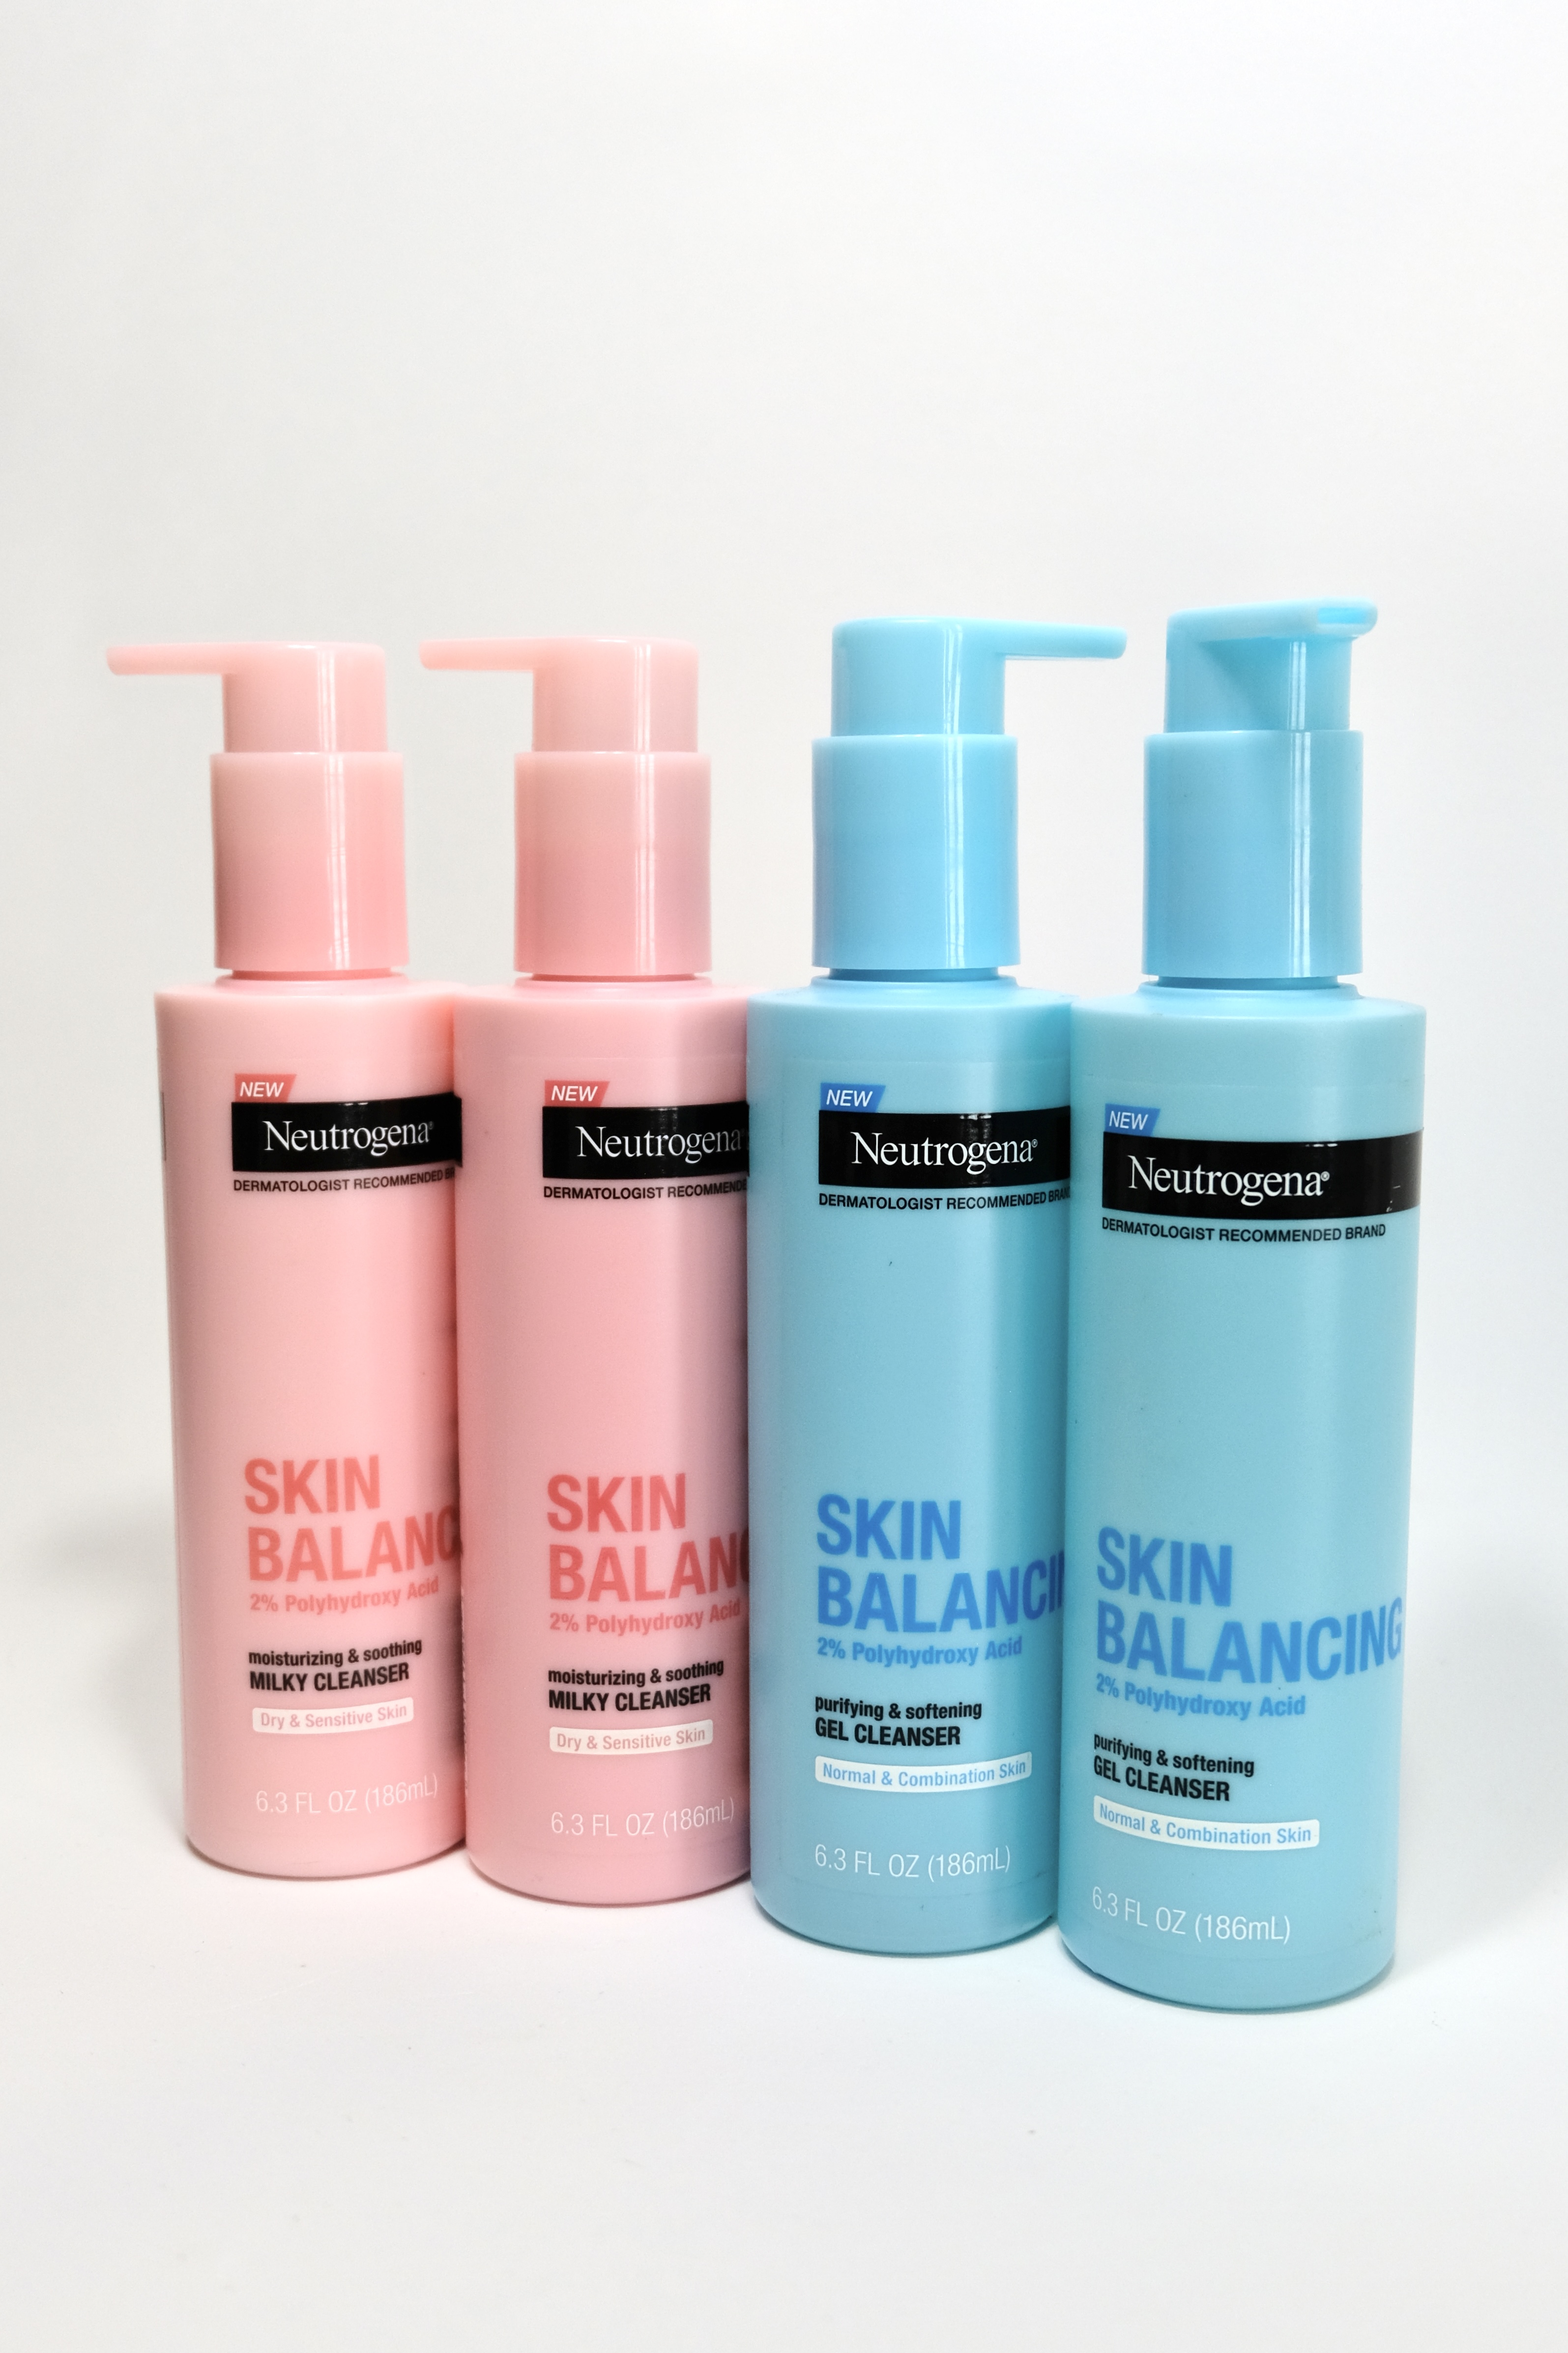 NEW
Neutrogena®
DERMATOLOGIST RECOMMENDED
SKIN
BALANC
2% Polyhydroxy Acid
moisturizing & soothing
MILKY CLEANSER
Dry & Sensitive Skin
6.3 FL OZ (186mL)
NEW
Neutrogena
DERMATOLOGIST RECOMMENDED
SKIN
BALANC
2% Polyhydroxy Acid
moisturizing & soothing
MILKY CLEANSER
Dry & Sensitive Skin
6.3 FL OZ (186mL)
NEW
Neutrogena®
DERMATOLOGIST RECOMMENDED BRAND
SKIN
BALANCIN
2% Polyhydroxy Acid
purifying & softening
GEL CLEANSER
Normal & Combination Skin
6.3 FL OZ (186mL)
NEW
Neutrogena®
DERMATOLOGIST RECOMMENDED BRAND
SKIN
BALANCING
2% Polyhydroxy Acid
purifying & softening
GEL CLEANSER
Normal & Combination Skin
6.3 FL OZ (186mL)